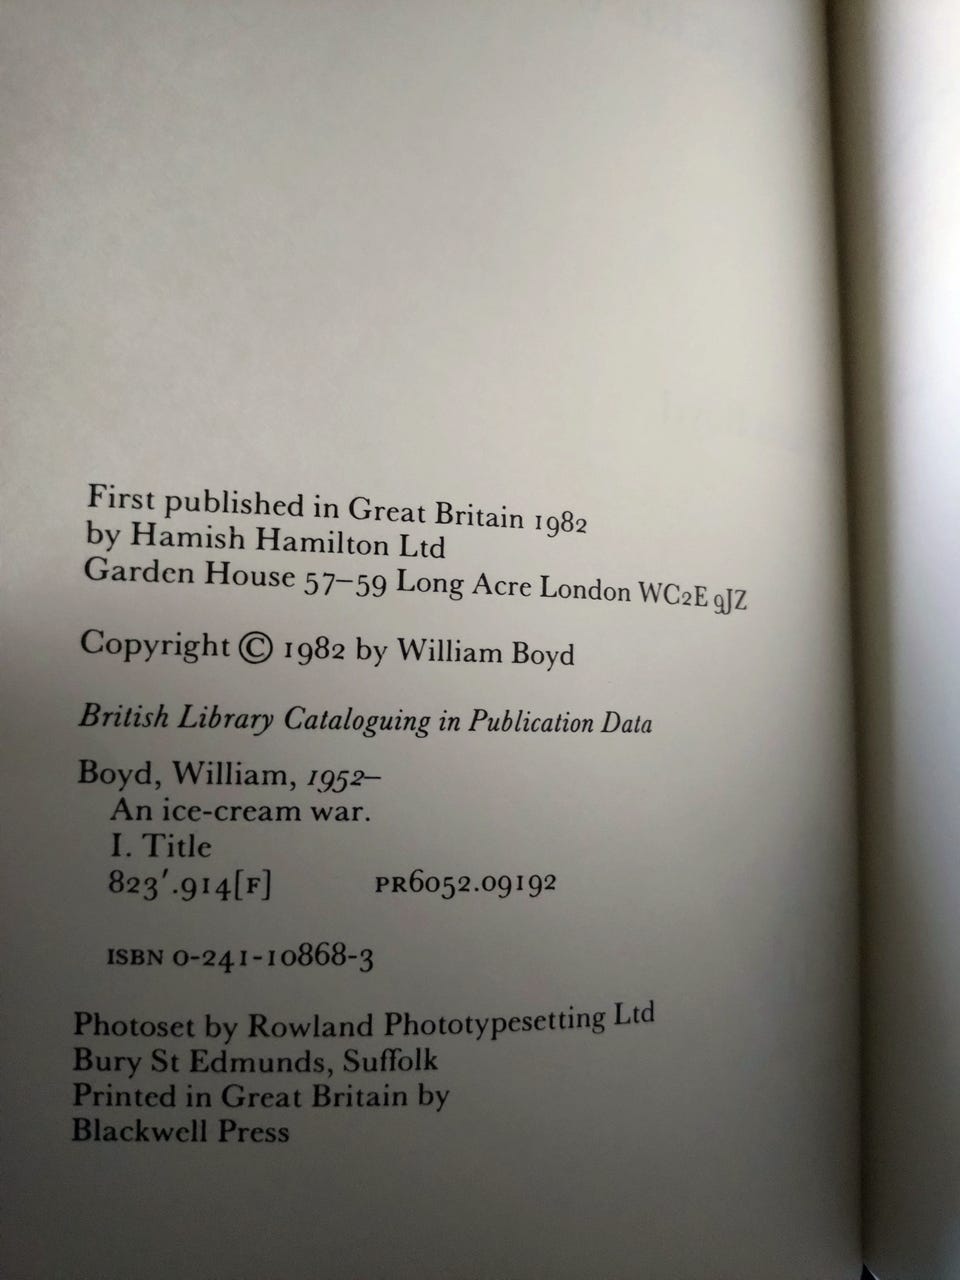 First published in Great Britain 1982
by Hamish Hamilton Ltd
Garden House 57–59 Long Acre London WC2E 9JZ
Copyright © 1982 by William Boyd
British Library Cataloguing in Publication Data
Boyd, William, 1952–
An ice-cream war.
I. Title
823′.914[F] PR6052.09192
ISBN 0-241-10868-3
Photoset by Rowland Phototypesetting Ltd
Bury St Edmunds, Suffolk
Printed in Great Britain by
Blackwell Press